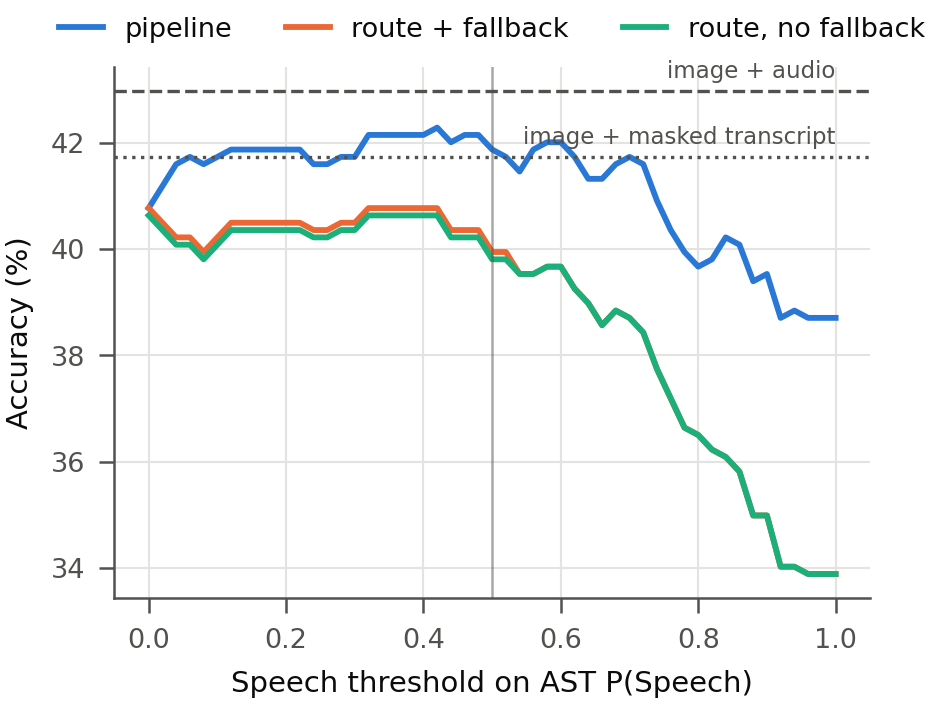 pipeline route + fallback route, no fallback
image + audio
image + masked transcript
42
40
38
36
34
Accuracy (%)
0.0 0.2 0.4 0.6 0.8 1.0
Speech threshold on AST P(Speech)